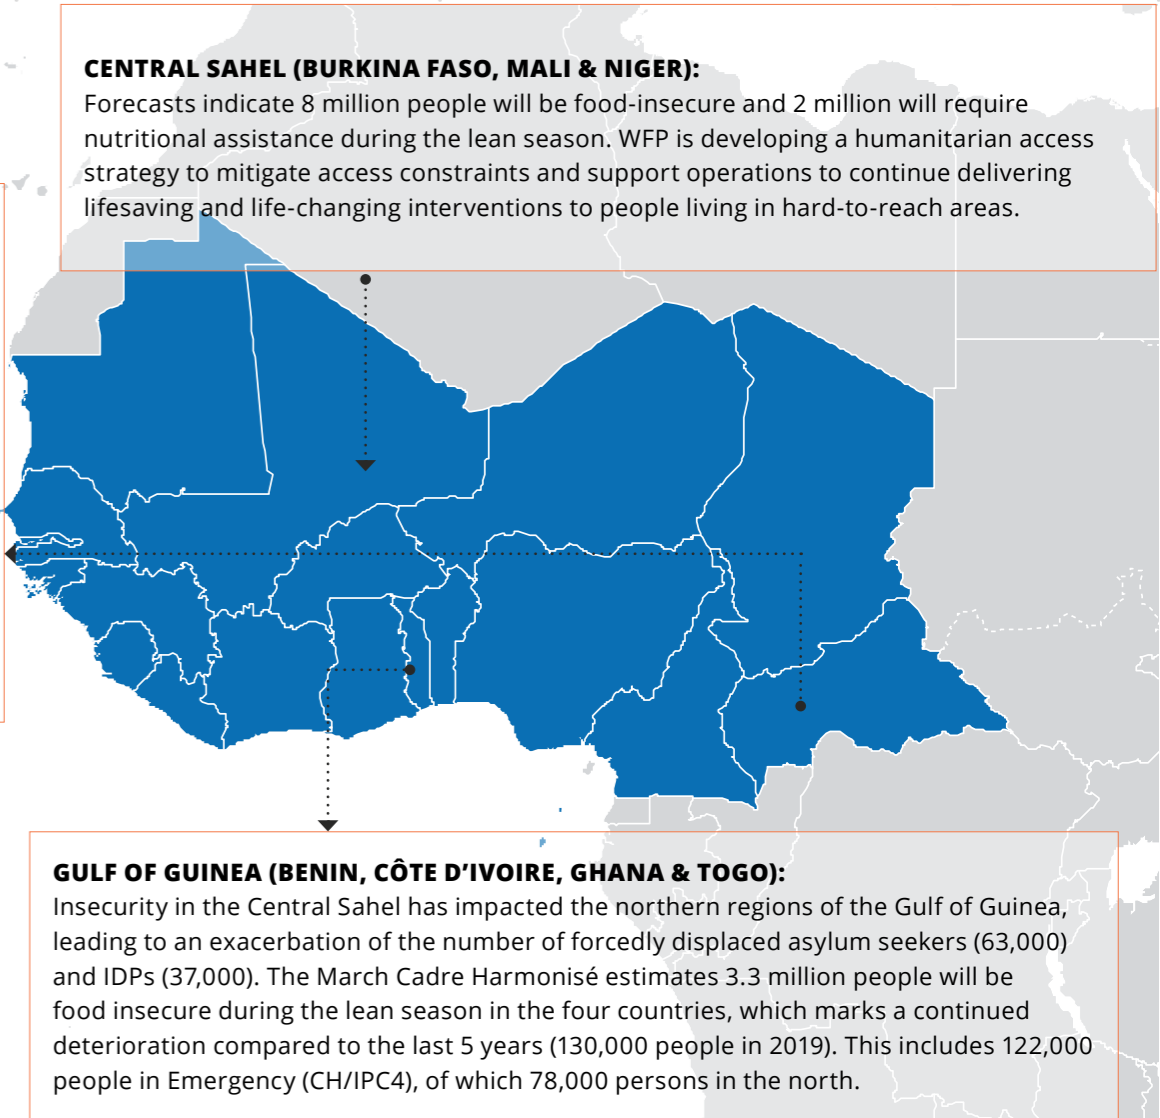 CENTRAL SAHEL (BURKINA FASO, MALI & NIGER):
Forecasts indicate 8 million people will be food-insecure and 2 million will require
nutritional assistance during the lean season. WFP is developing a humanitarian access
strategy to mitigate access constraints and support operations to continue delivering
lifesaving and life-changing interventions to people living in hard-to-reach areas.
GULF OF GUINEA (BENIN, CÔTE D’IVOIRE, GHANA & TOGO):
Insecurity in the Central Sahel has impacted the northern regions of the Gulf of Guinea,
leading to an exacerbation of the number of forcedly displaced asylum seekers (63,000)
and IDPs (37,000). The March Cadre Harmonisé estimates 3.3 million people will be
food insecure during the lean season in the four countries, which marks a continued
deterioration compared to the last 5 years (130,000 people in 2019). This includes 122,000
people in Emergency (CH/IPC4), of which 78,000 persons in the north.